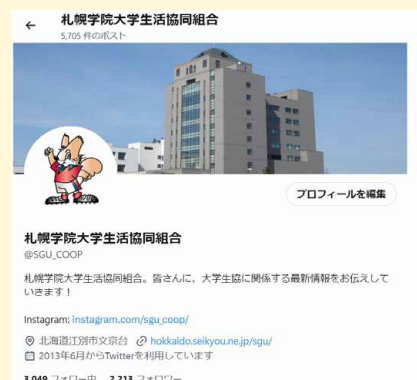 札幌学院大学生活協同組合
5,705 件のポスト
プロフィールを編集
札幌学院大学生活協同組合
@SGU_COOP
札幌学院大学生活協同組合。皆さんに、大学生協に関係する最新情報をお伝えして
いきます！
Instagram: instagram.com/sgu_coop/
北海道江別市文京台 hokkaido.seikyou.ne.jp/sgu/
2013年6月からTwitterを利用しています
3,049 フォロー中 2,213 フォロワー